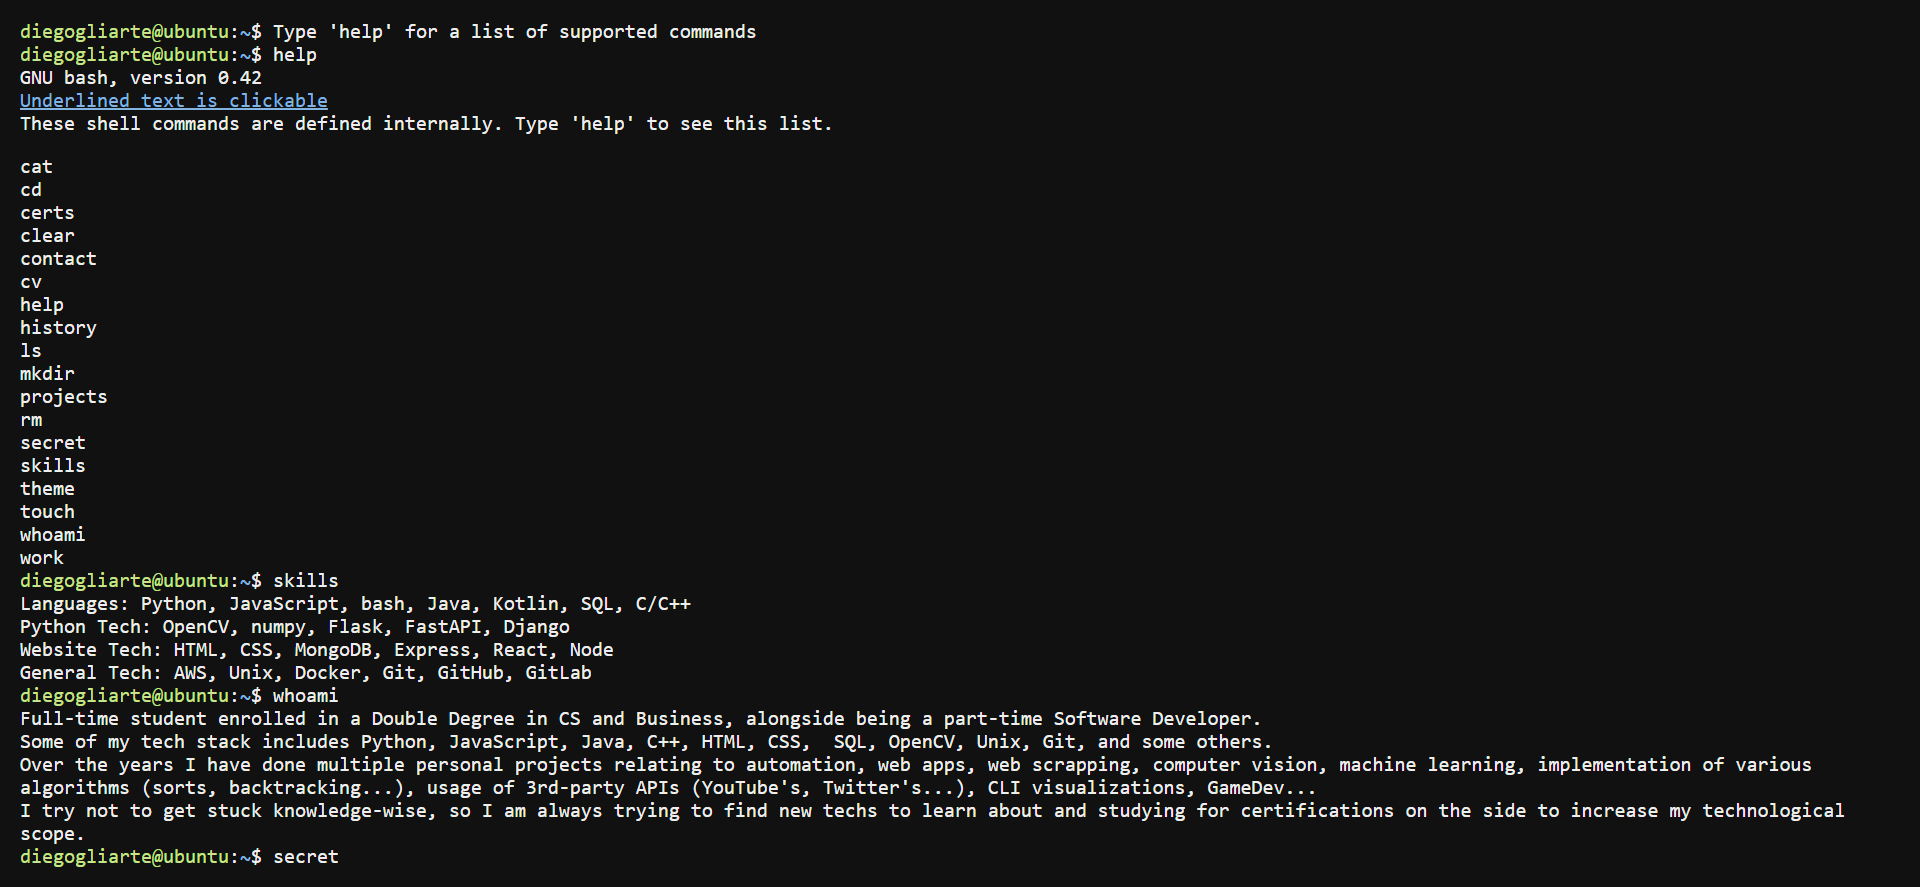 diegogliarte@ubuntu:~$ Type 'help' for a list of supported commands
diegogliarte@ubuntu:~$ help
GNU bash, version 0.42
Underlined text is clickable
These shell commands are defined internally. Type 'help' to see this list.

cat
cd
certs
clear
contact
cv
help
history
ls
mkdir
projects
rm
secret
skills
theme
touch
whoami
work
diegogliarte@ubuntu:~$ skills
Languages: Python, JavaScript, bash, Java, Kotlin, SQL, C/C++
Python Tech: OpenCV, numpy, Flask, FastAPI, Django
Website Tech: HTML, CSS, MongoDB, Express, React, Node
General Tech: AWS, Unix, Docker, Git, GitHub, GitLab
diegogliarte@ubuntu:~$ whoami
Full-time student enrolled in a Double Degree in CS and Business, alongside being a part-time Software Developer.
Some of my tech stack includes Python, JavaScript, Java, C++, HTML, CSS,  SQL, OpenCV, Unix, Git, and some others.
Over the years I have done multiple personal projects relating to automation, web apps, web scrapping, computer vision, machine learning, implementation of various
algorithms (sorts, backtracking...), usage of 3rd-party APIs (YouTube's, Twitter's...), CLI visualizations, GameDev...
I try not to get stuck knowledge-wise, so I am always trying to find new techs to learn about and studying for certifications on the side to increase my technological
scope.
diegogliarte@ubuntu:~$ secret